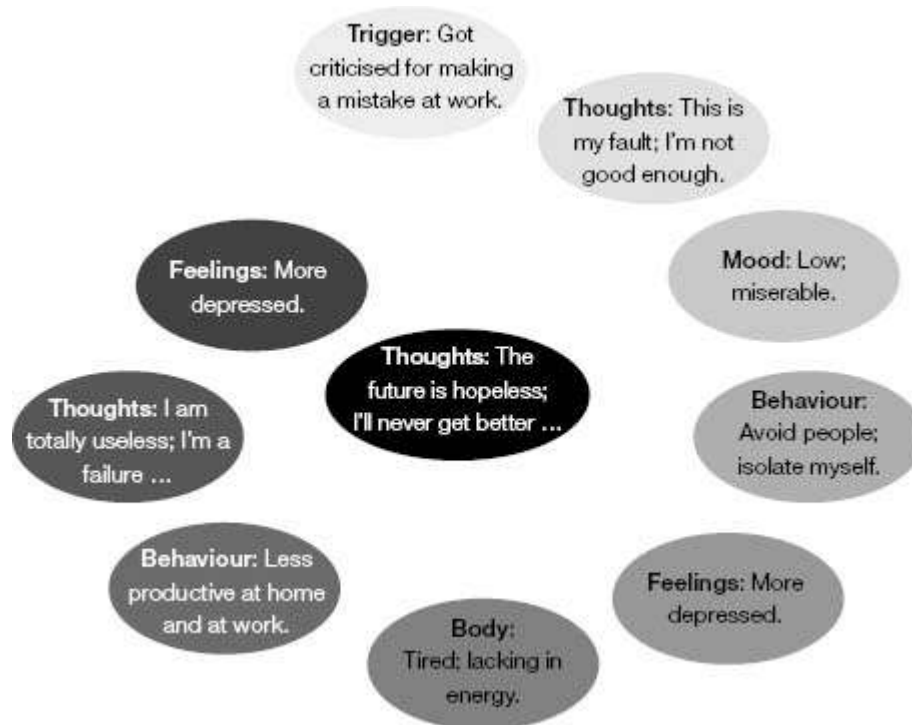 Trigger: Got
criticised for making
a mistake at work.
Thoughts: This is
my fault; I'm not
good enough.
Mood: Low;
miserable.
Behaviour:
Avoid people;
isolate myself.
Feelings: More
depressed.
Body:
Tired; lacking in
energy.
Behaviour: Less
productive at home
and at work.
Thoughts: I am
totally useless; I'm a
failure ...
Feelings: More
depressed.
Thoughts: The
future is hopeless;
I'll never get better ...